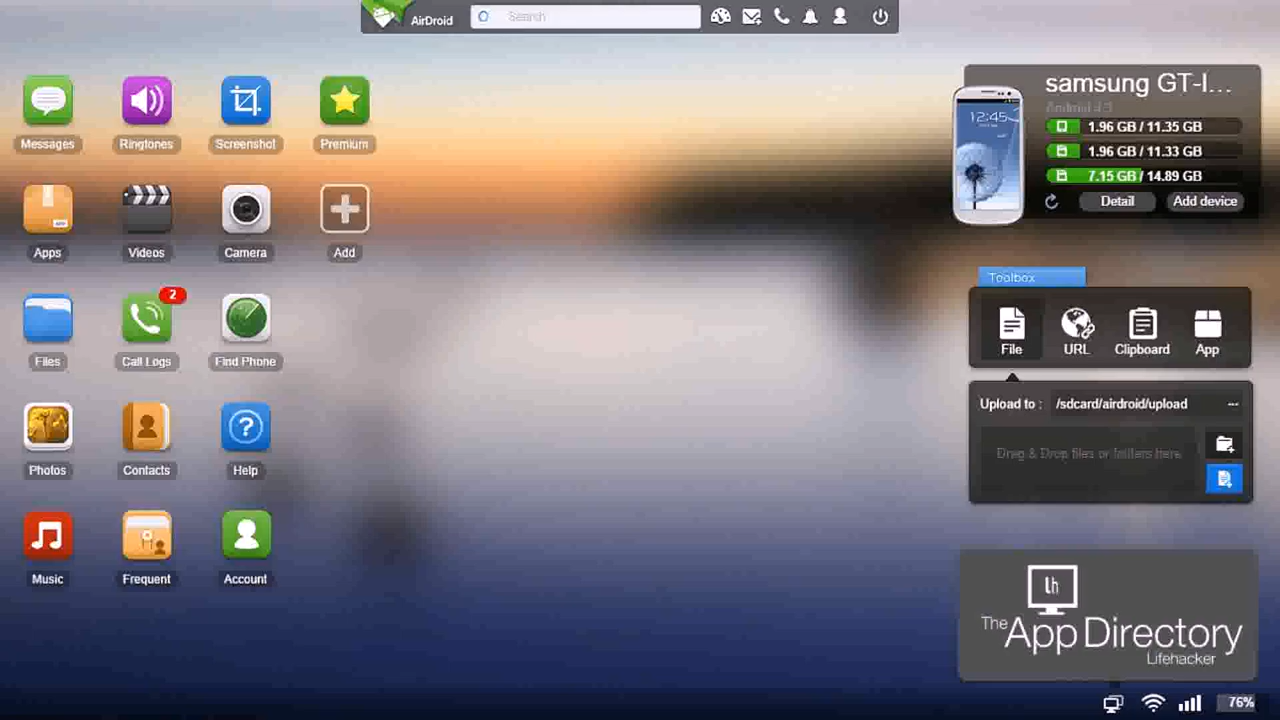 AirDroid
Search
Messages
Ringtones
Screenshot
Premium
Apps
Videos
Camera
Add
Files
2
Call Logs
Find Phone
Photos
Contacts
Help
Music
Frequent
Account
samsung GT-I...
12:45
1.96 GB / 11.35 GB
1.96 GB / 11.33 GB
7.15 GB / 14.89 GB
Detail
Add device
Toolbox
File
URL
Clipboard
App
Upload to :
/sdcard/airdroid/upload
...
Drag & Drop files or folders here.
lh
The App Directory
Lifehacker
76%